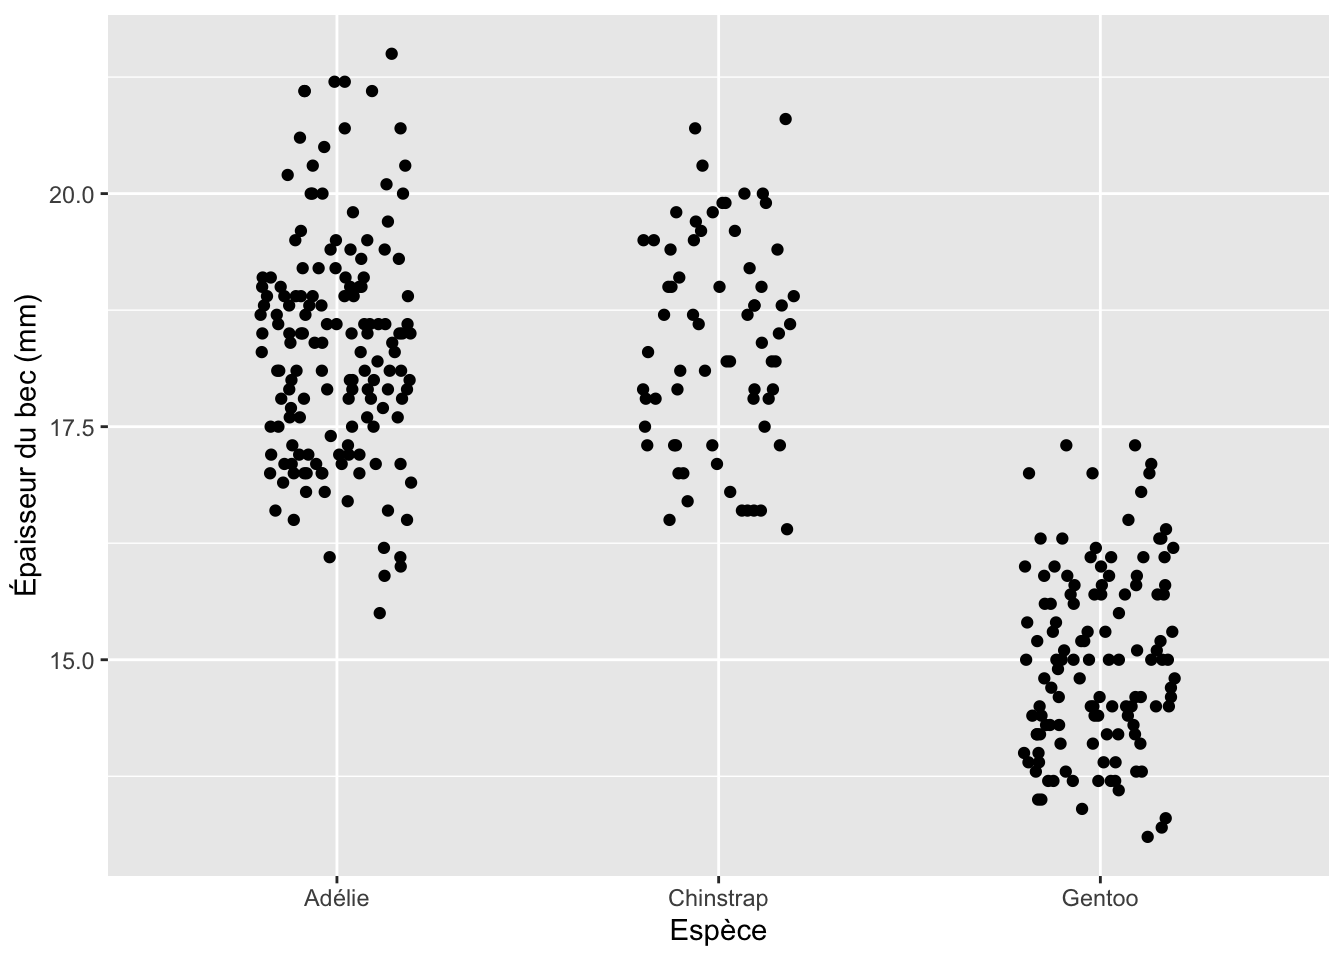 Épaisseur du bec (mm)
20.0
17.5
15.0
Adélie
Chinstrap
Gentoo
Espèce